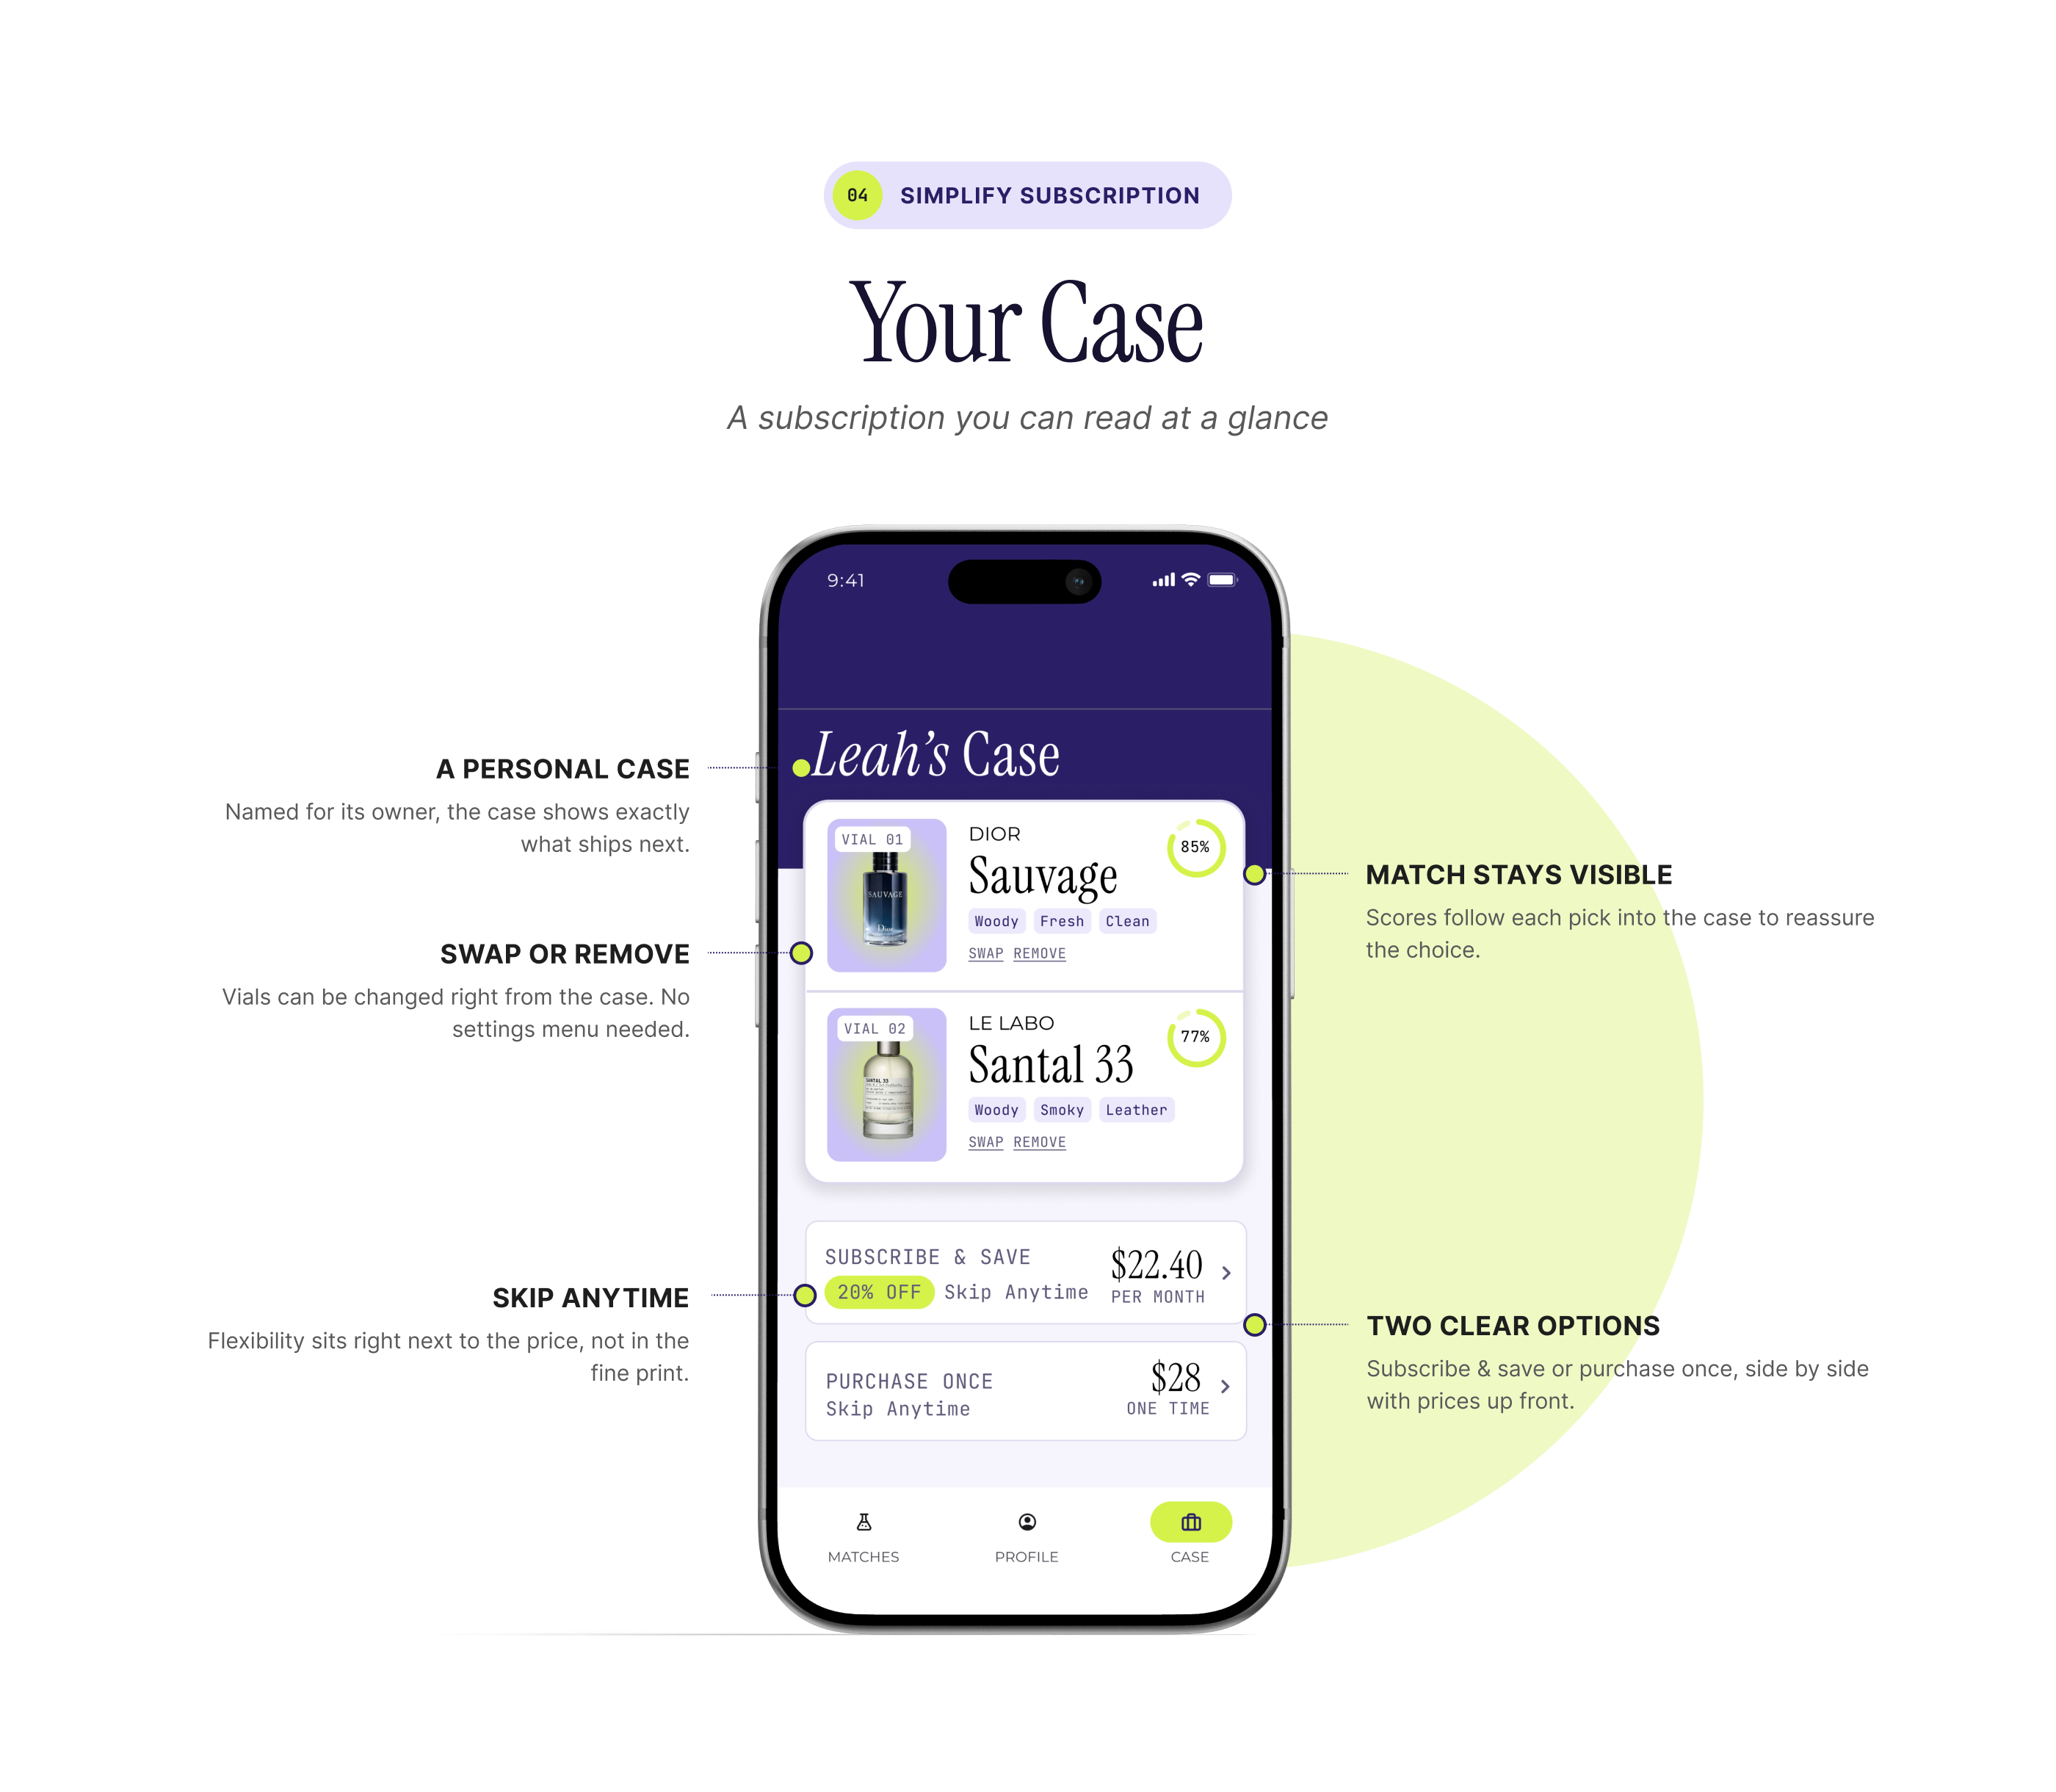 04 SIMPLIFY SUBSCRIPTION
Your Case
A subscription you can read at a glance
9:41
Leah's Case
A PERSONAL CASE
Named for its owner, the case shows exactly
what ships next.
VIAL 01
SAUVAGE
Dior
DIOR
Sauvage
85%
Woody Fresh Clean
SWAP REMOVE
MATCH STAYS VISIBLE
Scores follow each pick into the case to reassure
the choice.
SWAP OR REMOVE
Vials can be changed right from the case. No
settings menu needed.
VIAL 02
SANTAL 33
LE LABO
Santal 33
77%
Woody Smoky Leather
SWAP REMOVE
SUBSCRIBE & SAVE
20% OFF Skip Anytime
$22.40
PER MONTH
SKIP ANYTIME
Flexibility sits right next to the price, not in the
fine print.
TWO CLEAR OPTIONS
Subscribe & save or purchase once, side by side
with prices up front.
PURCHASE ONCE
Skip Anytime
$28
ONE TIME
MATCHES PROFILE CASE